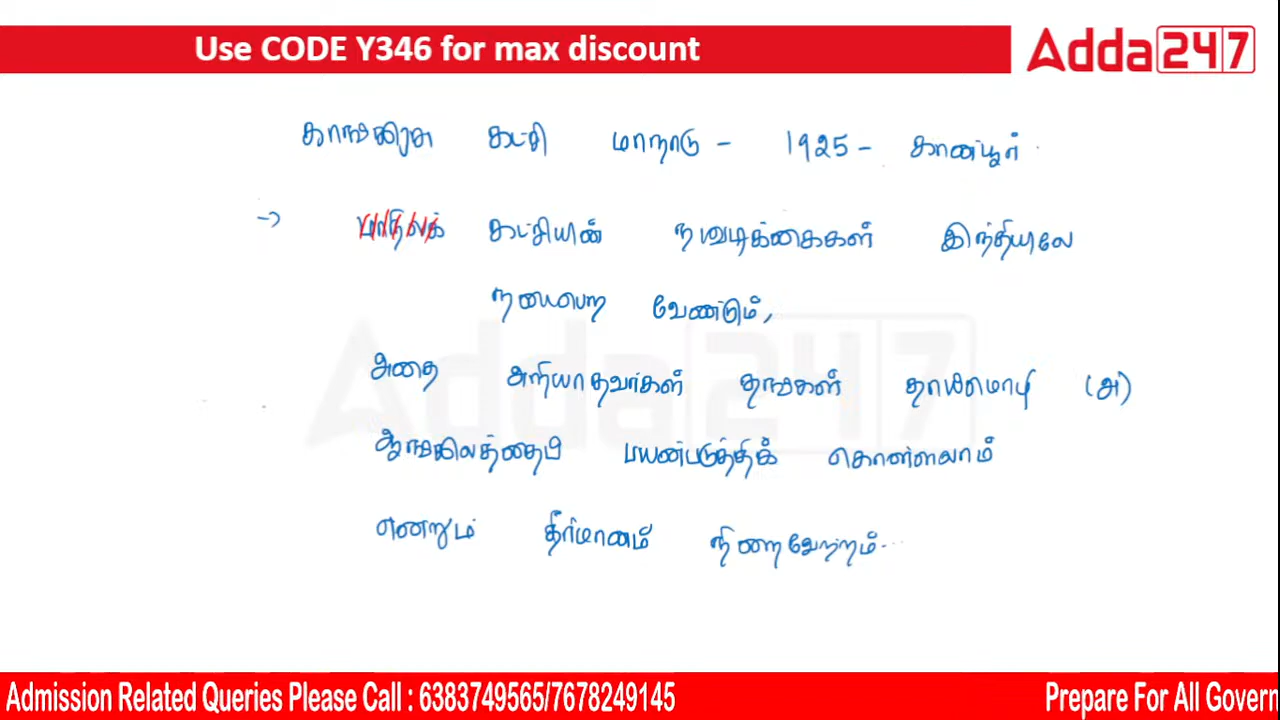 Use CODE Y346 for max discount
Adda247
காங்கிரசு கட்சி மாநாடு - 1925 - கான்பூர்
→ கட்சியின் நடவடிக்கைகள் இந்தியிலே
நடைபெற வேண்டும்,
அதை அறியாதவர்கள் தங்கள் தாய்மொழி (அ)
ஆங்கிலத்தைப் பயன்படுத்திக் கொள்ளலாம்
என்றும் தீர்மானம் நிறைவேற்றம்.
Admission Related Queries Please Call : 6383749565/7678249145
Prepare For All Govern